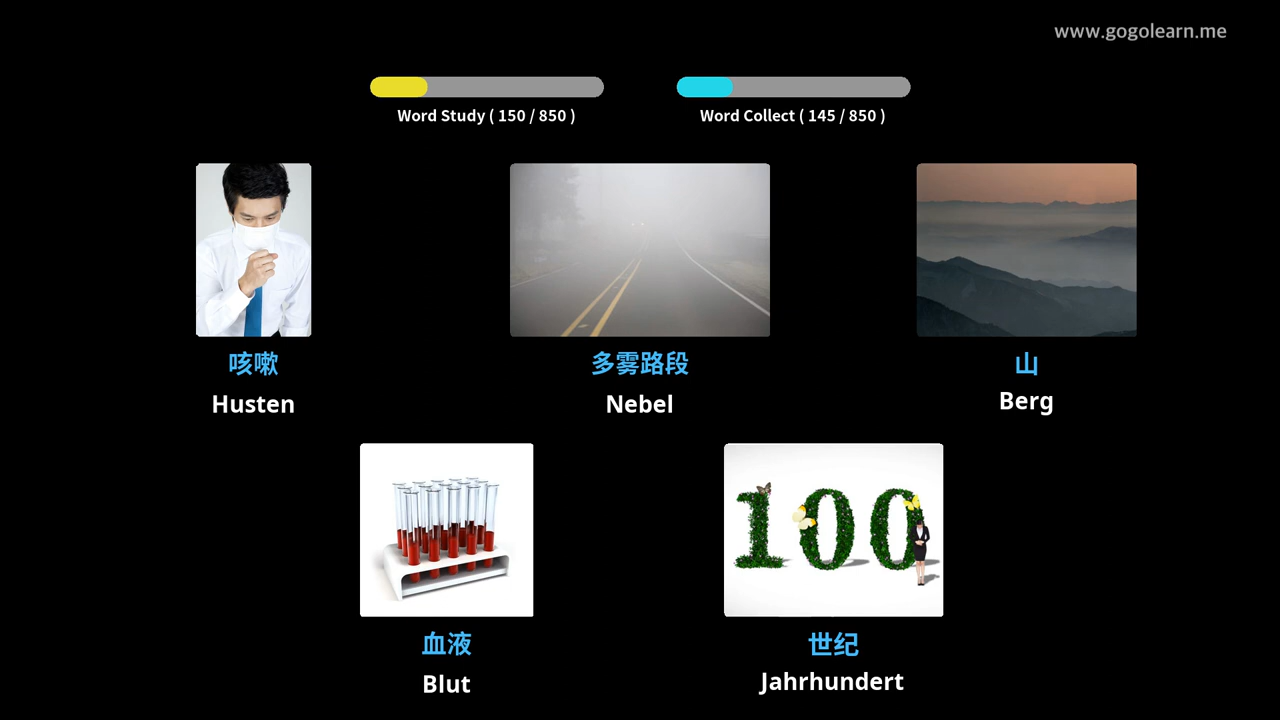 www.gogolearn.me
Word Study ( 150 / 850 )
Word Collect ( 145 / 850 )
咳嗽
多雾路段
山
Husten
Nebel
Berg
100
血液
世纪
Blut
Jahrhundert